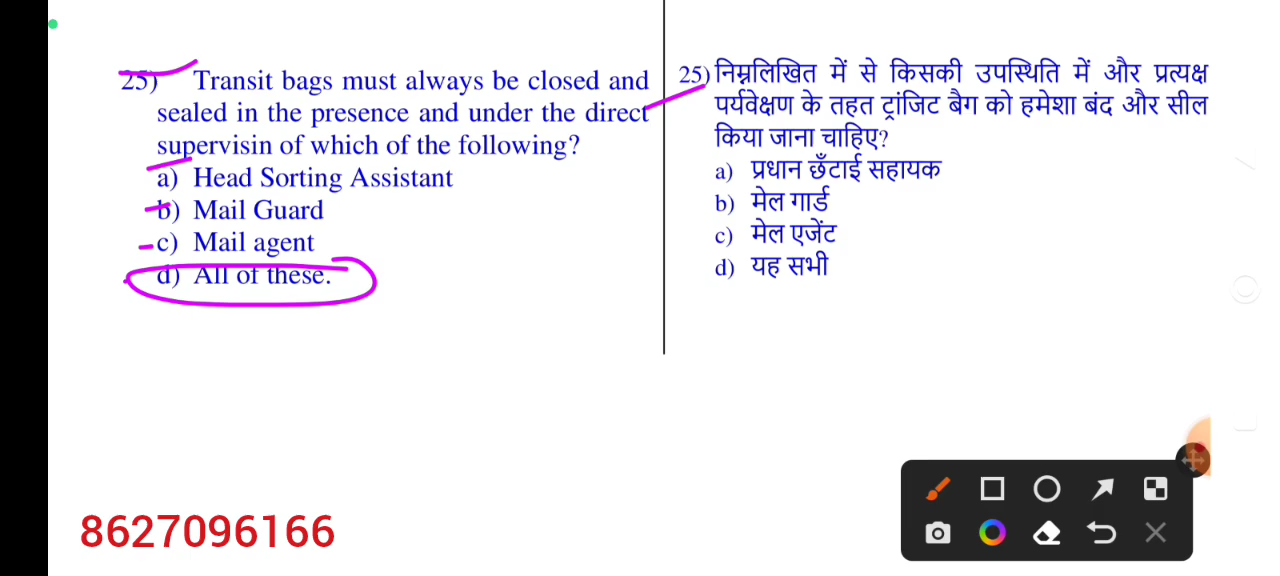 25) Transit bags must always be closed and
sealed in the presence and under the direct
supervisin of which of the following?
a) Head Sorting Assistant
b) Mail Guard
c) Mail agent
d) All of these.
25) निम्नलिखित में से किसकी उपस्थिति में और प्रत्यक्ष
पर्यवेक्षण के तहत ट्रांजिट बैग को हमेशा बंद और सील
किया जाना चाहिए?
a) प्रधान छँटाई सहायक
b) मेल गार्ड
c) मेल एजेंट
d) यह सभी
8627096166